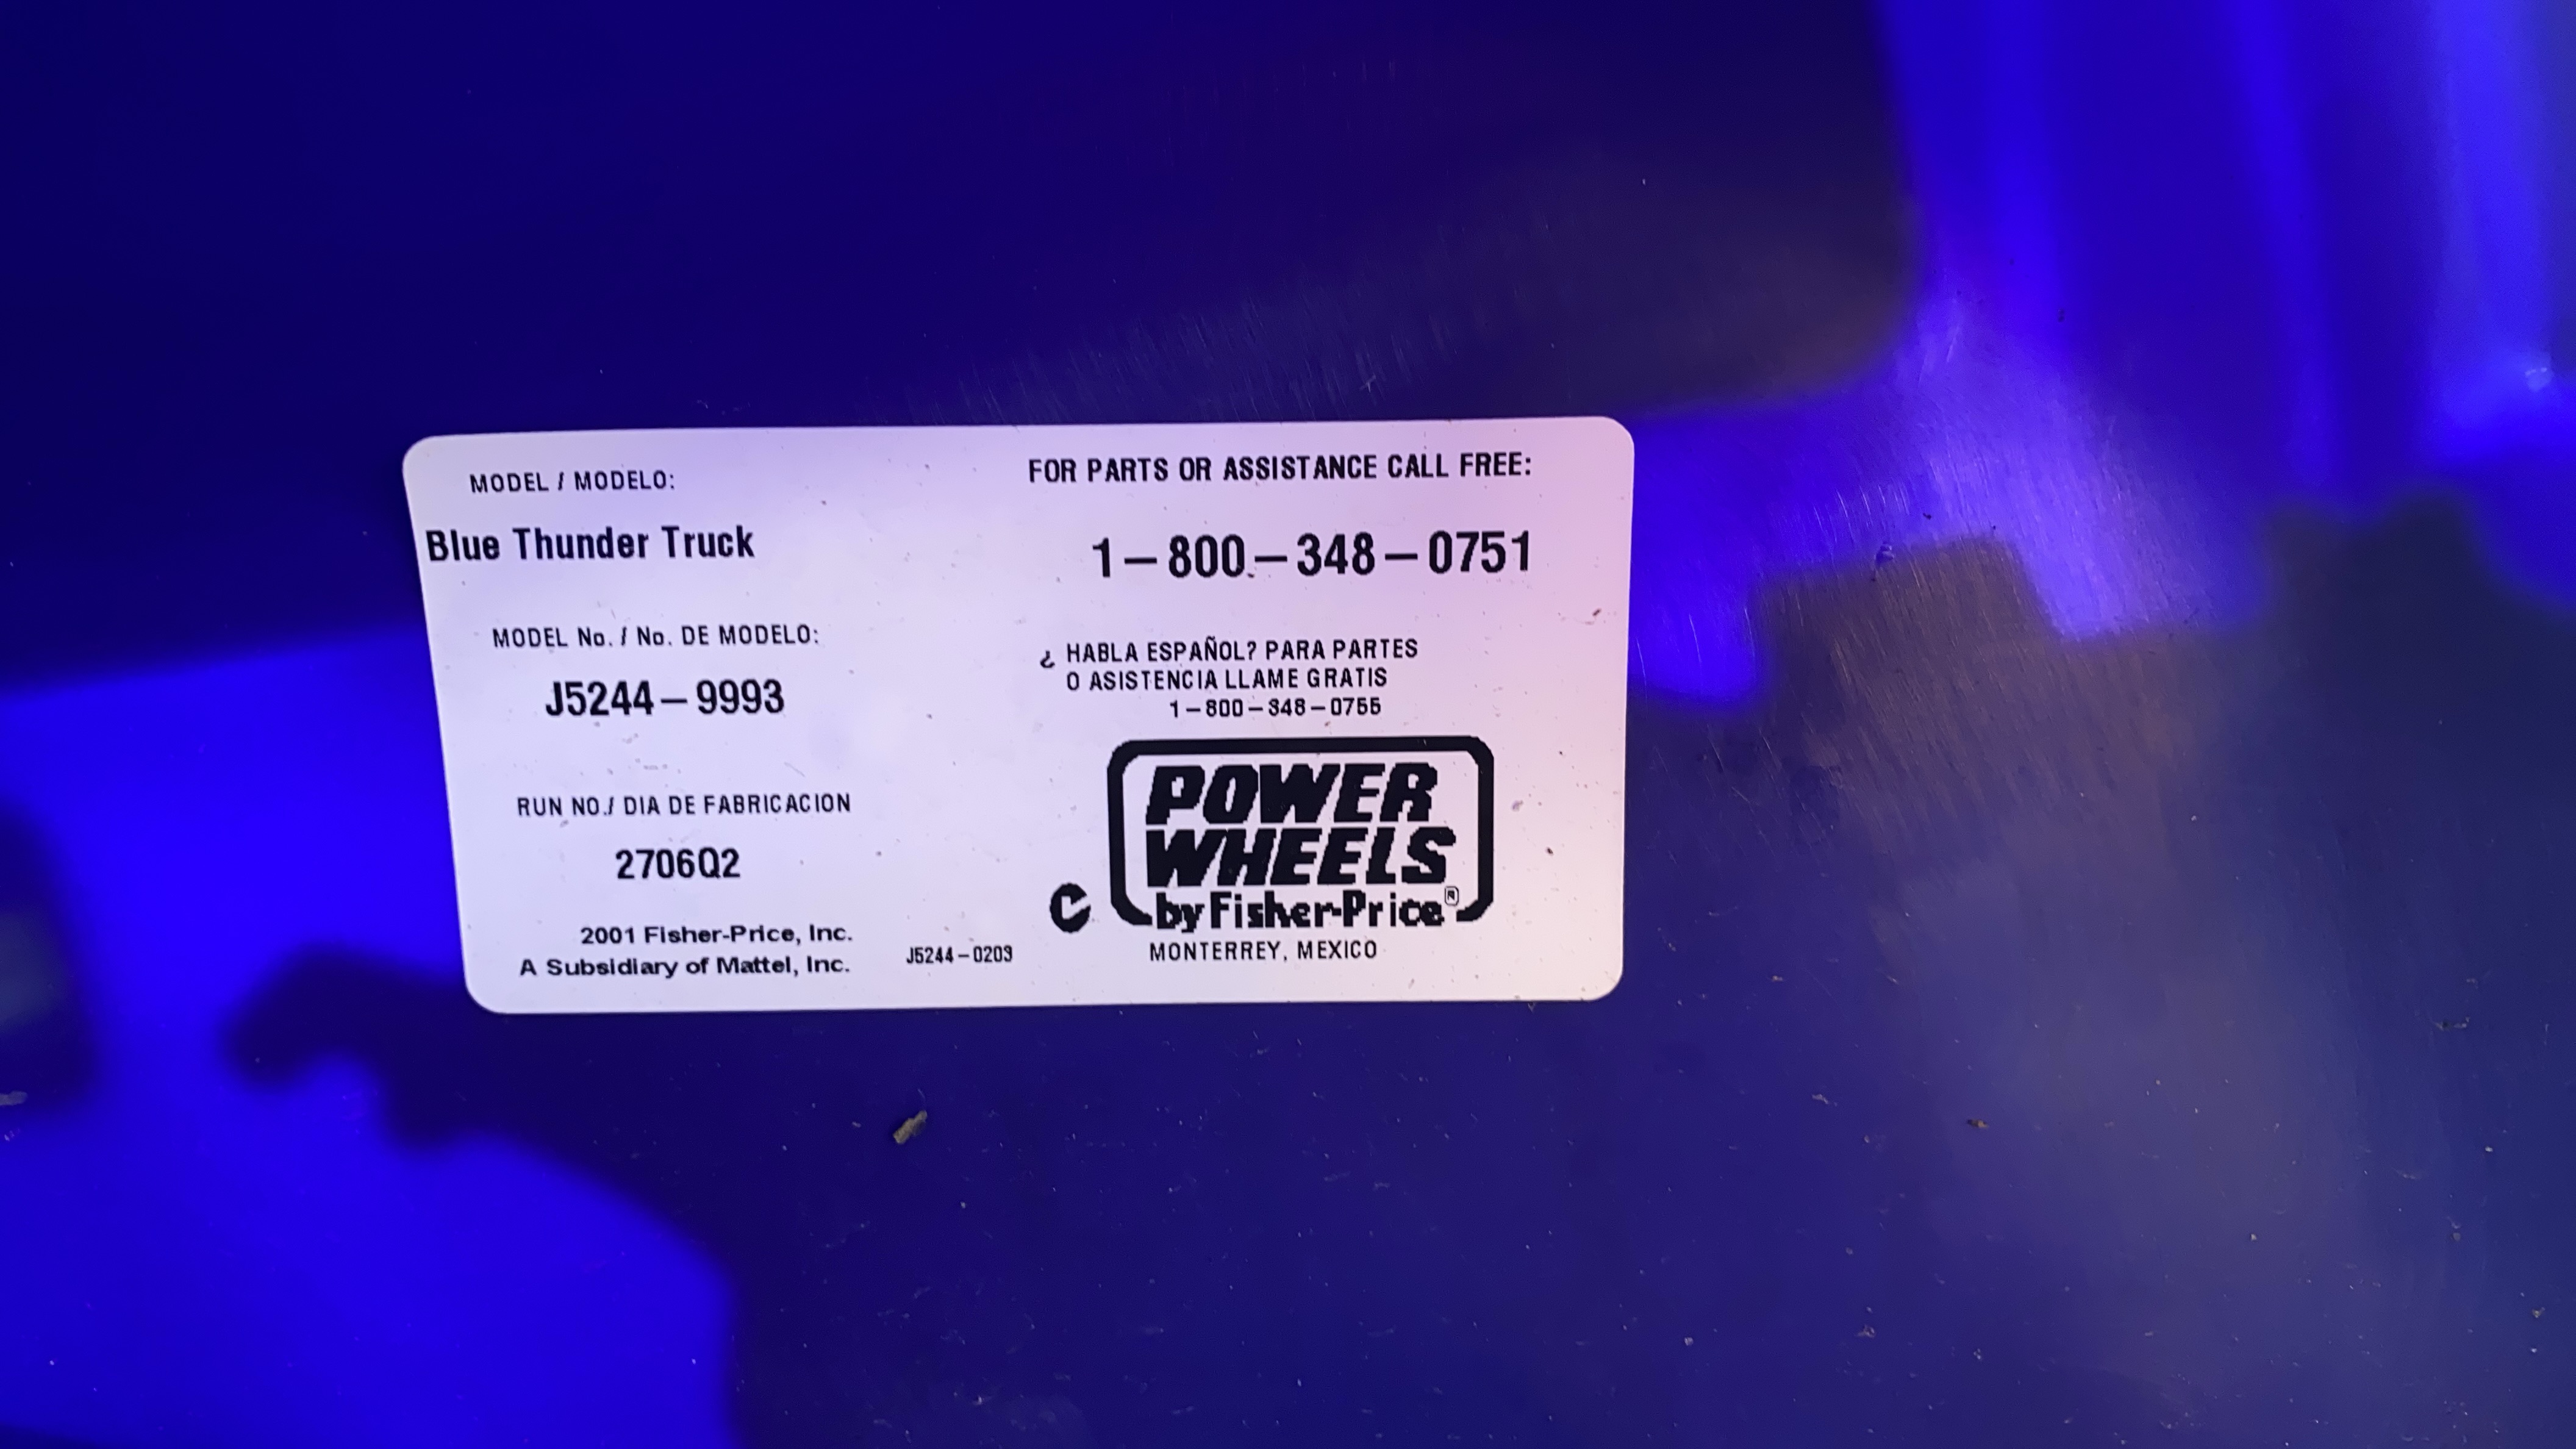 MODEL / MODELO:
Blue Thunder Truck
MODEL No. / No. DE MODELO:
J5244-9993
RUN NO./ DIA DE FABRICACION
2706Q2
2001 Fisher-Price, Inc.
A Subsidiary of Mattel, Inc.
J5244-0209
FOR PARTS OR ASSISTANCE CALL FREE:
1-800-348-0751
¿ HABLA ESPAÑOL? PARA PARTES
O ASISTENCIA LLAME GRATIS
1-800-348-0755
C
POWER
WHEELS
by Fisher-Price®
MONTERREY, MEXICO